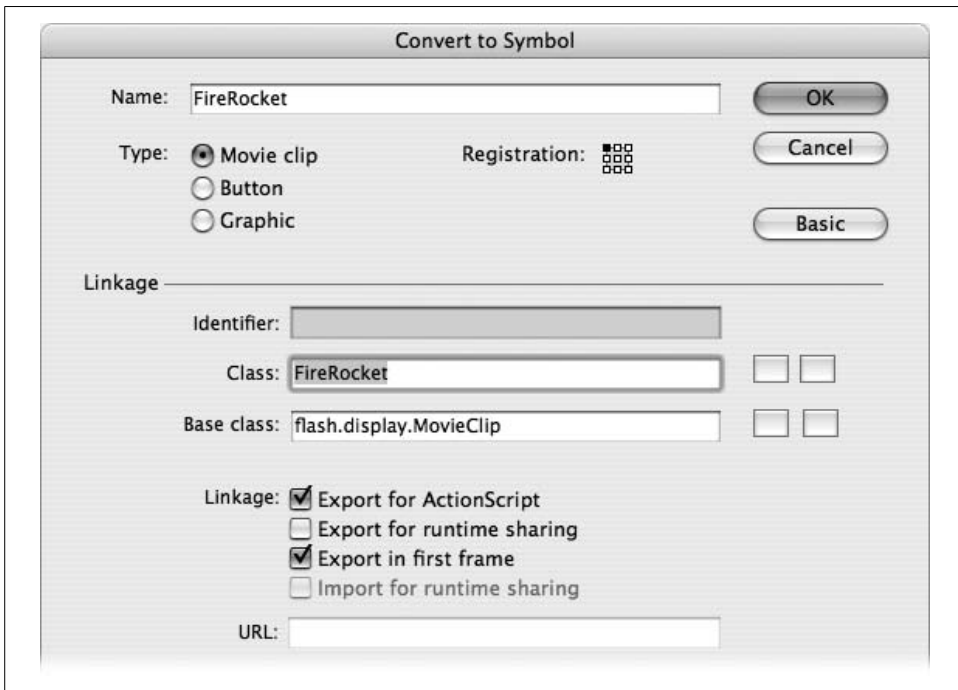 Convert to Symbol
Name: FireRocket OK
Type: Movie clip Registration: Cancel
Button
Graphic Basic
Linkage
Identifier:
Class: FireRocket
Base class: flash.display.MovieClip
Linkage: Export for ActionScript
Export for runtime sharing
Export in first frame
Import for runtime sharing
URL: